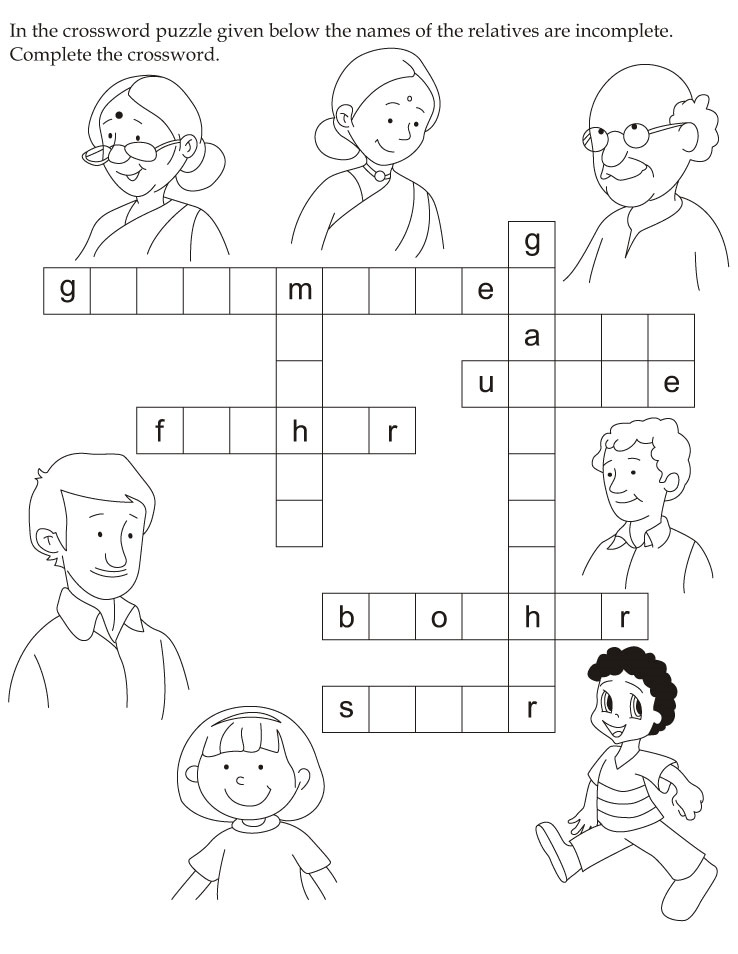 In the crossword puzzle given below the names of the relatives are incomplete.
Complete the crossword.
g
g m e
a
u e
f h r
b o h r
s r